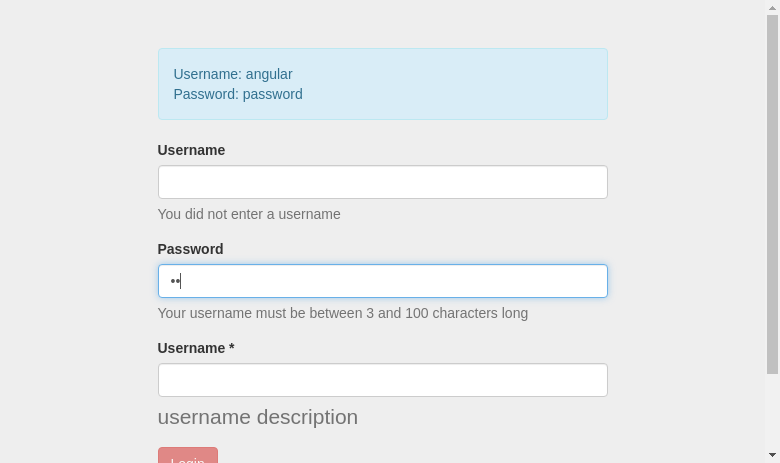 Username: angular
Password: password
Username
You did not enter a username
Password
••
Your username must be between 3 and 100 characters long
Username *
username description
Login